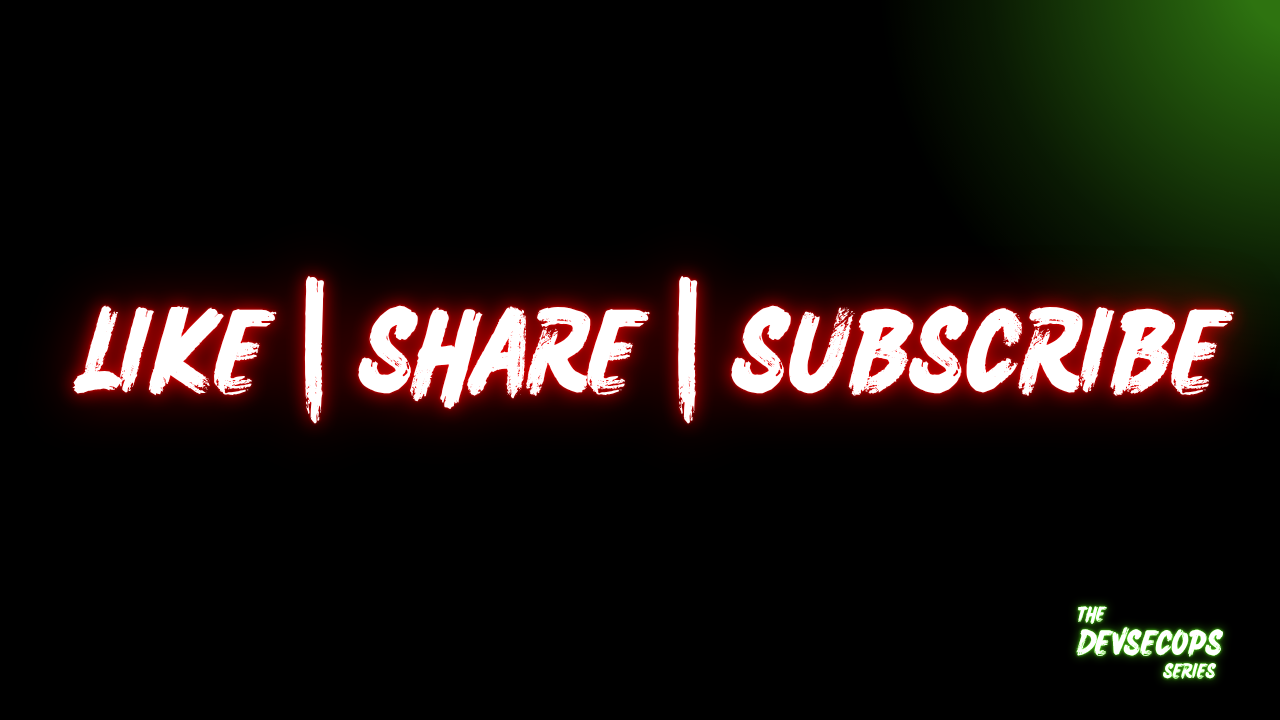 LIKE | SHARE | SUBSCRIBE
THE
DEVSECOPS
SERIES